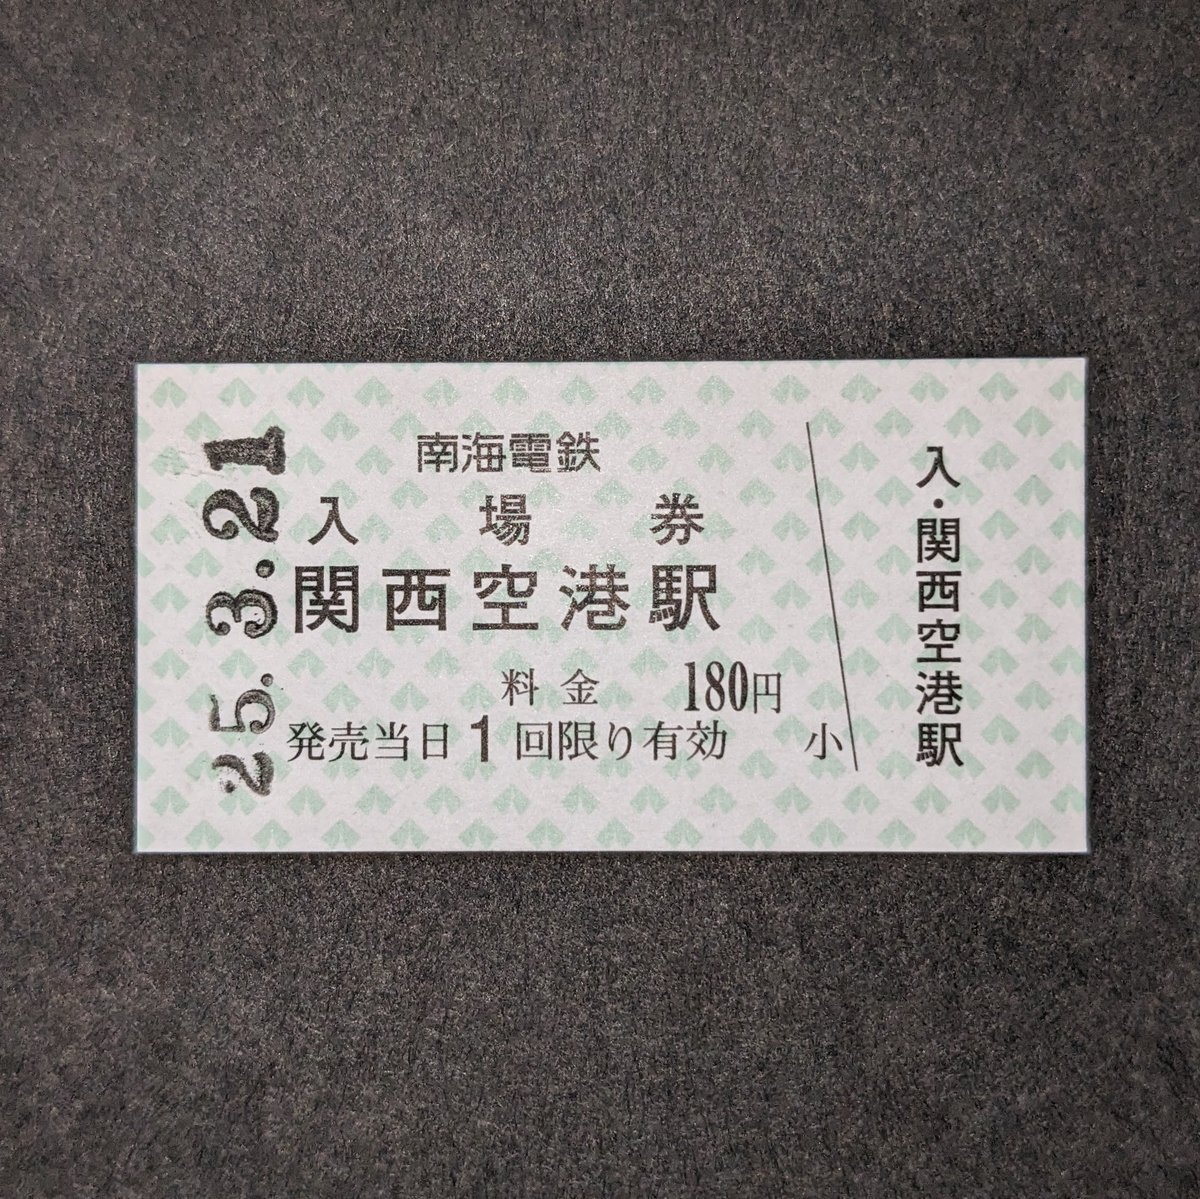 25.3.21
南海電鉄
入場券
関西空港駅
料金 180円
発売当日1回限り有効 小
入・関西空港駅